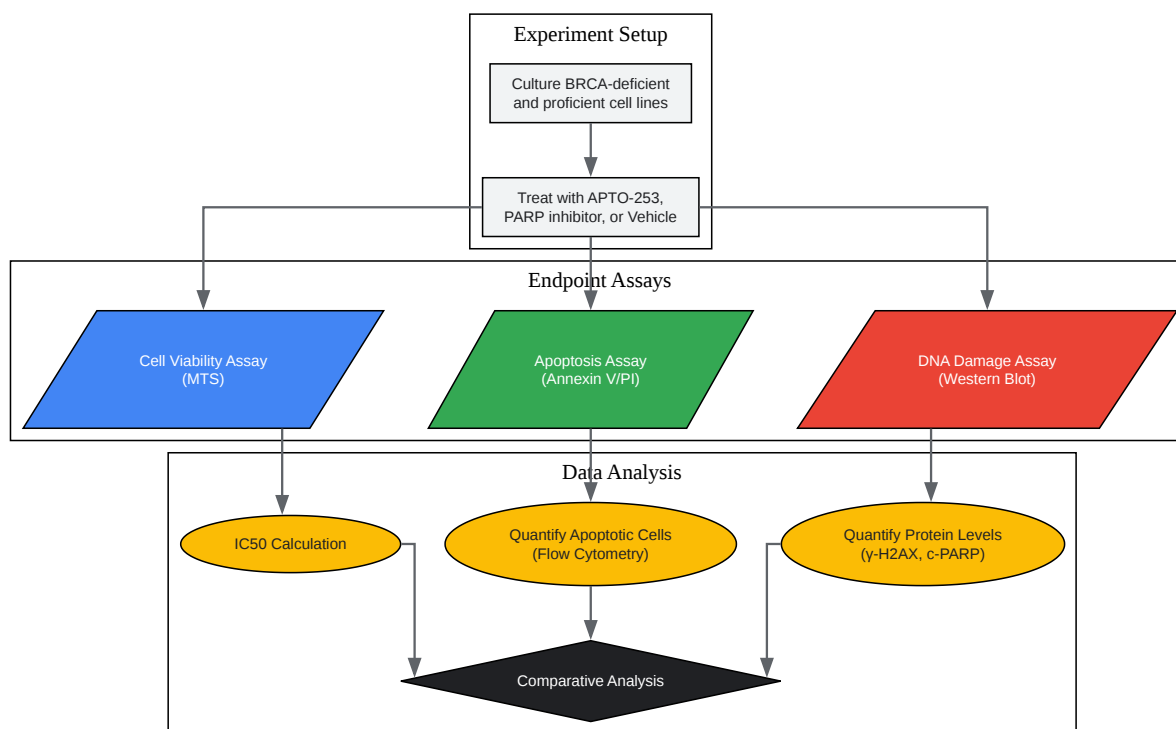 Experiment Setup
Culture BRCA-deficient
and proficient cell lines
Treat with APTO-253,
PARP inhibitor, or Vehicle
Endpoint Assays
Cell Viability Assay
(MTS)
Apoptosis Assay
(Annexin V/PI)
DNA Damage Assay
(Western Blot)
Data Analysis
IC50 Calculation
Quantify Apoptotic Cells
(Flow Cytometry)
Quantify Protein Levels
(γ-H2AX, c-PARP)
Comparative Analysis